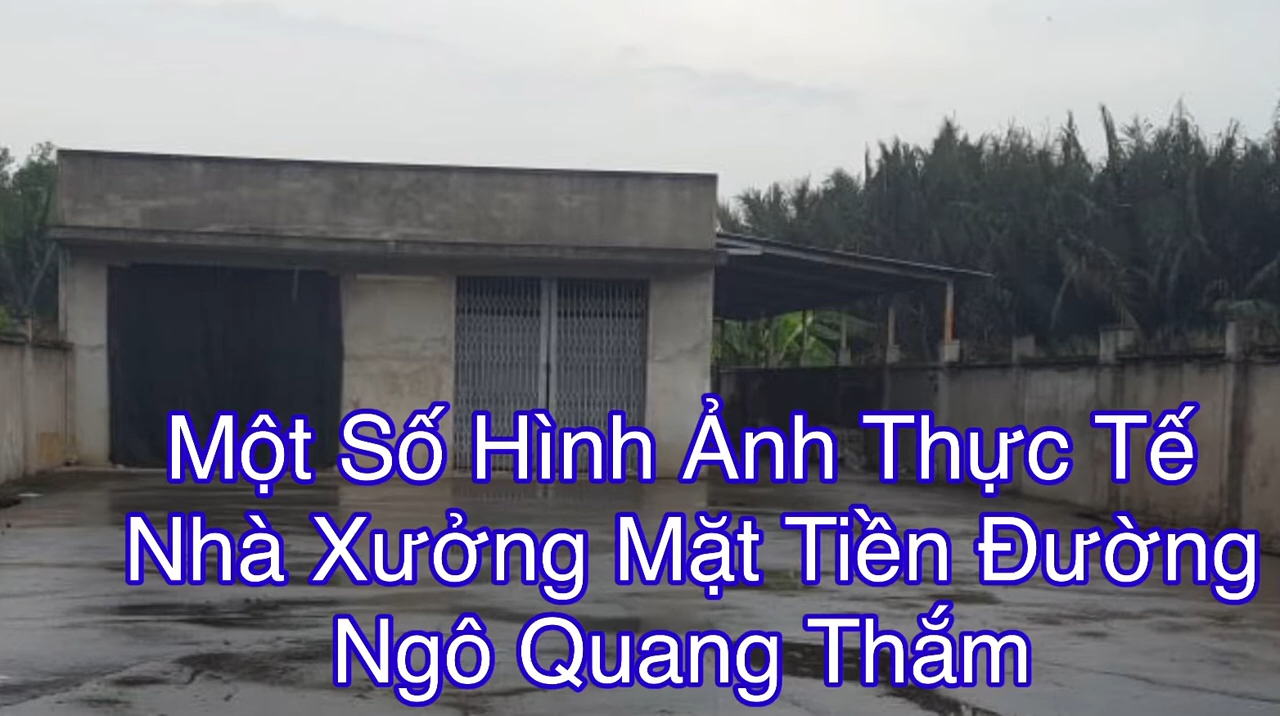 Một Số Hình Ảnh Thực Tế
Nhà Xưởng Mặt Tiền Đường
Ngô Quang Thắm